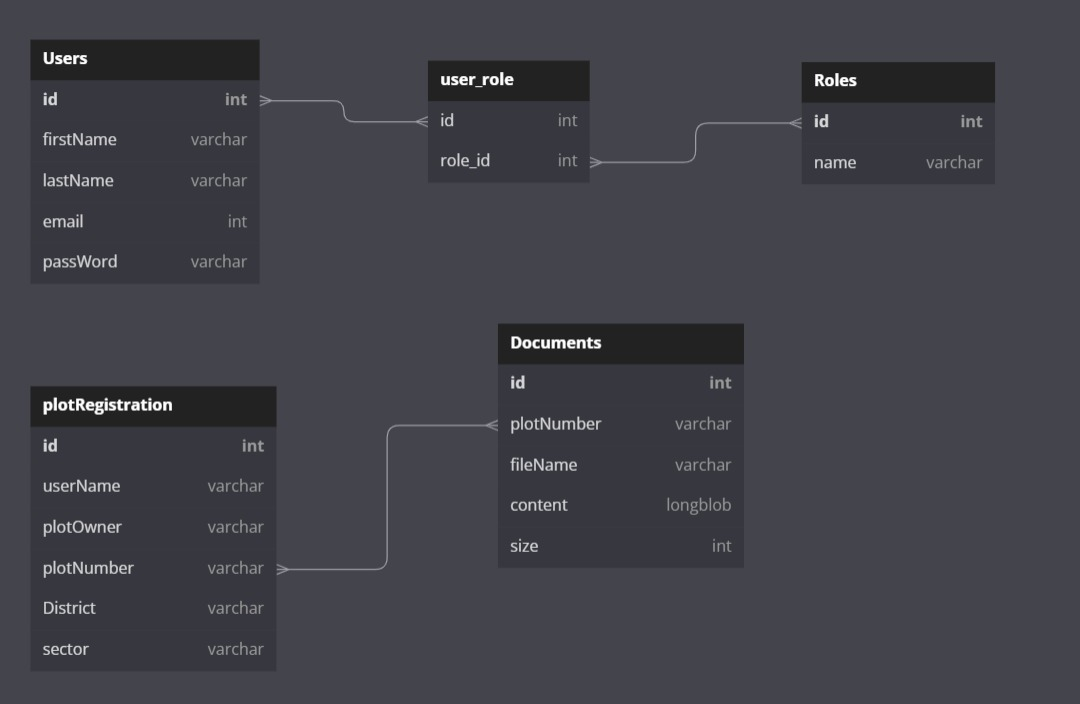 Users
id int
firstName varchar
lastName varchar
email int
passWord varchar
user_role
id int
role_id int
Roles
id int
name varchar
Documents
id int
plotNumber varchar
fileName varchar
content longblob
size int
plotRegistration
id int
userName varchar
plotOwner varchar
plotNumber varchar
District varchar
sector varchar